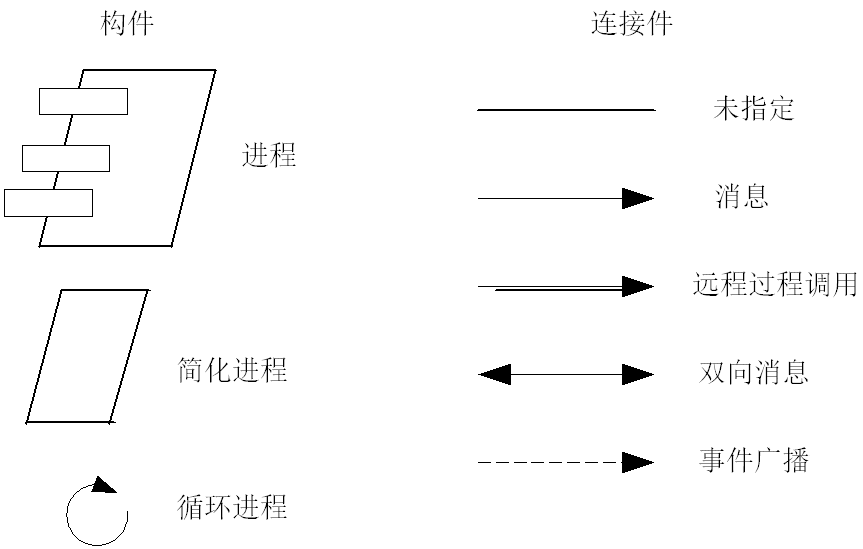 构件
连接件
进程
简化进程
循环进程
未指定
消息
远程过程调用
双向消息
事件广播